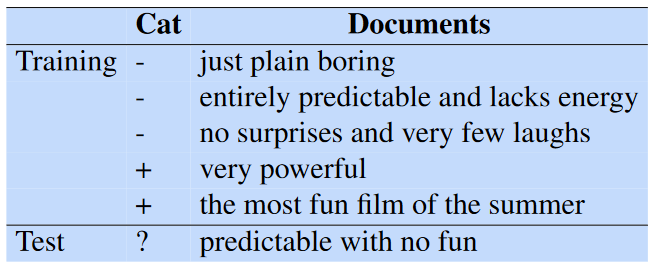 Cat Documents
Training - just plain boring
- entirely predictable and lacks energy
- no surprises and very few laughs
+ very powerful
+ the most fun film of the summer
Test ? predictable with no fun